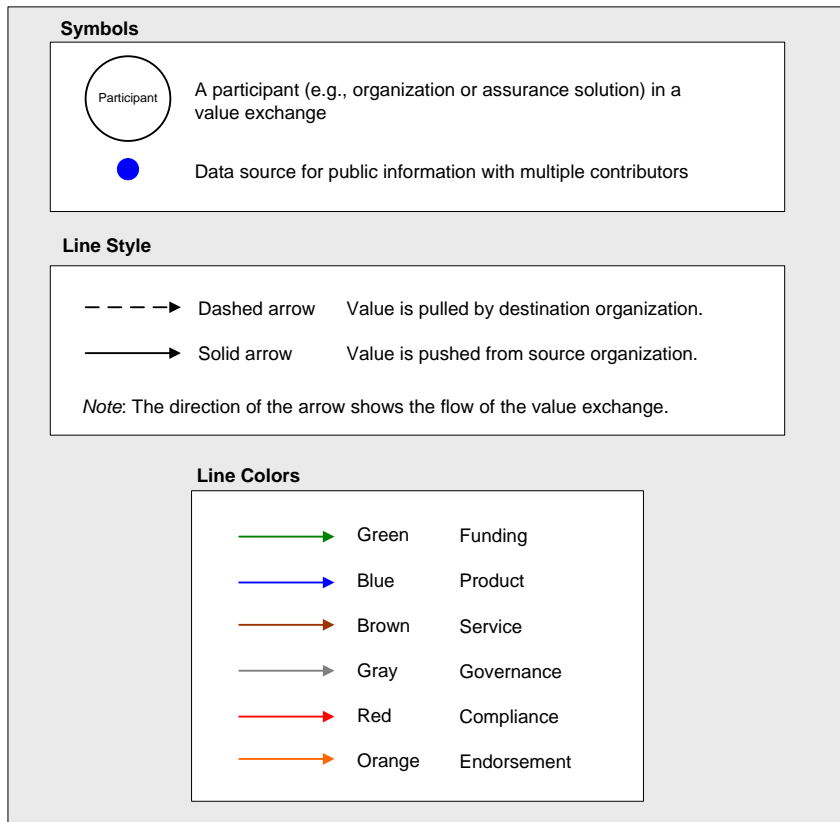 Symbols
Participant
A participant (e.g., organization or assurance solution) in a
value exchange
Data source for public information with multiple contributors
Line Style
Dashed arrow Value is pulled by destination organization.
Solid arrow Value is pushed from source organization.
Note: The direction of the arrow shows the flow of the value exchange.
Line Colors
Green Funding
Blue Product
Brown Service
Gray Governance
Red Compliance
Orange Endorsement